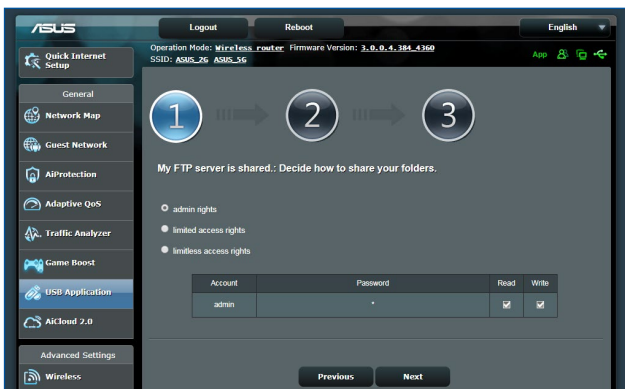 ASUS
Logout
Reboot
English
Operation Mode: Wireless router Firmware Version: 3.0.0.4.384_4360
SSID: ASUS_2G ASUS_5G
App
Quick Internet
Setup
General
Network Map
Guest Network
AiProtection
Adaptive QoS
Traffic Analyzer
Game Boost
USB Application
AiCloud 2.0
Advanced Settings
Wireless
1 2 3
My FTP server is shared.: Decide how to share your folders.
admin rights
limited access rights
limitless access rights
Account Password Read Write
admin *
Previous Next